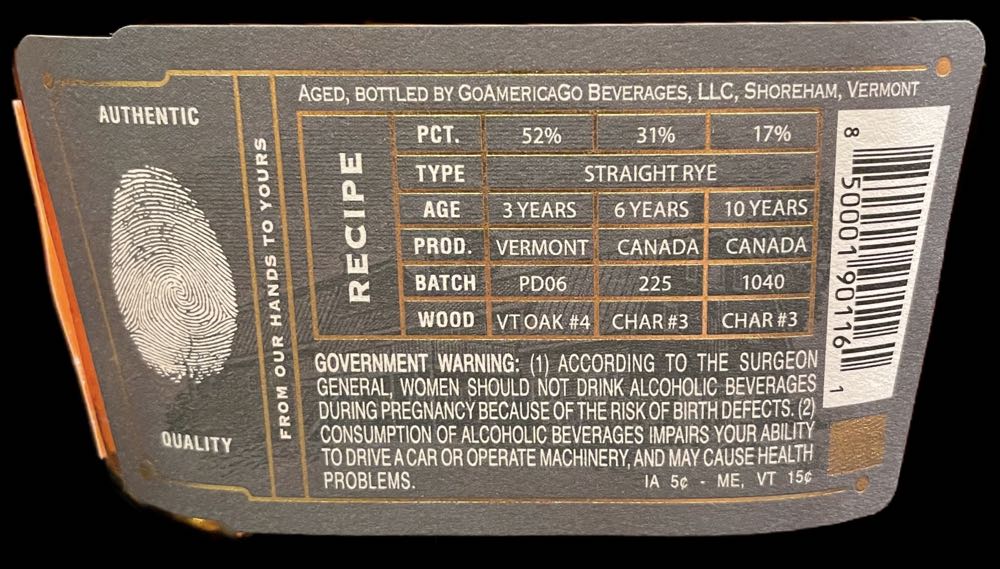 AUTHENTIC
QUALITY
FROM OUR HANDS TO YOURS
AGED, BOTTLED BY GOAMERICAGO BEVERAGES, LLC, SHOREHAM, VERMONT
RECIPE
PCT. 52% 31% 17%
TYPE STRAIGHT RYE
AGE 3 YEARS 6 YEARS 10 YEARS
PROD. VERMONT CANADA CANADA
BATCH PD06 225 1040
WOOD VT OAK #4 CHAR #3 CHAR #3
GOVERNMENT WARNING: (1) ACCORDING TO THE SURGEON
GENERAL, WOMEN SHOULD NOT DRINK ALCOHOLIC BEVERAGES
DURING PREGNANCY BECAUSE OF THE RISK OF BIRTH DEFECTS. (2)
CONSUMPTION OF ALCOHOLIC BEVERAGES IMPAIRS YOUR ABILITY
TO DRIVE A CAR OR OPERATE MACHINERY, AND MAY CAUSE HEALTH
PROBLEMS.
IA 5¢ - ME, VT 15¢
8 50001 90116 1